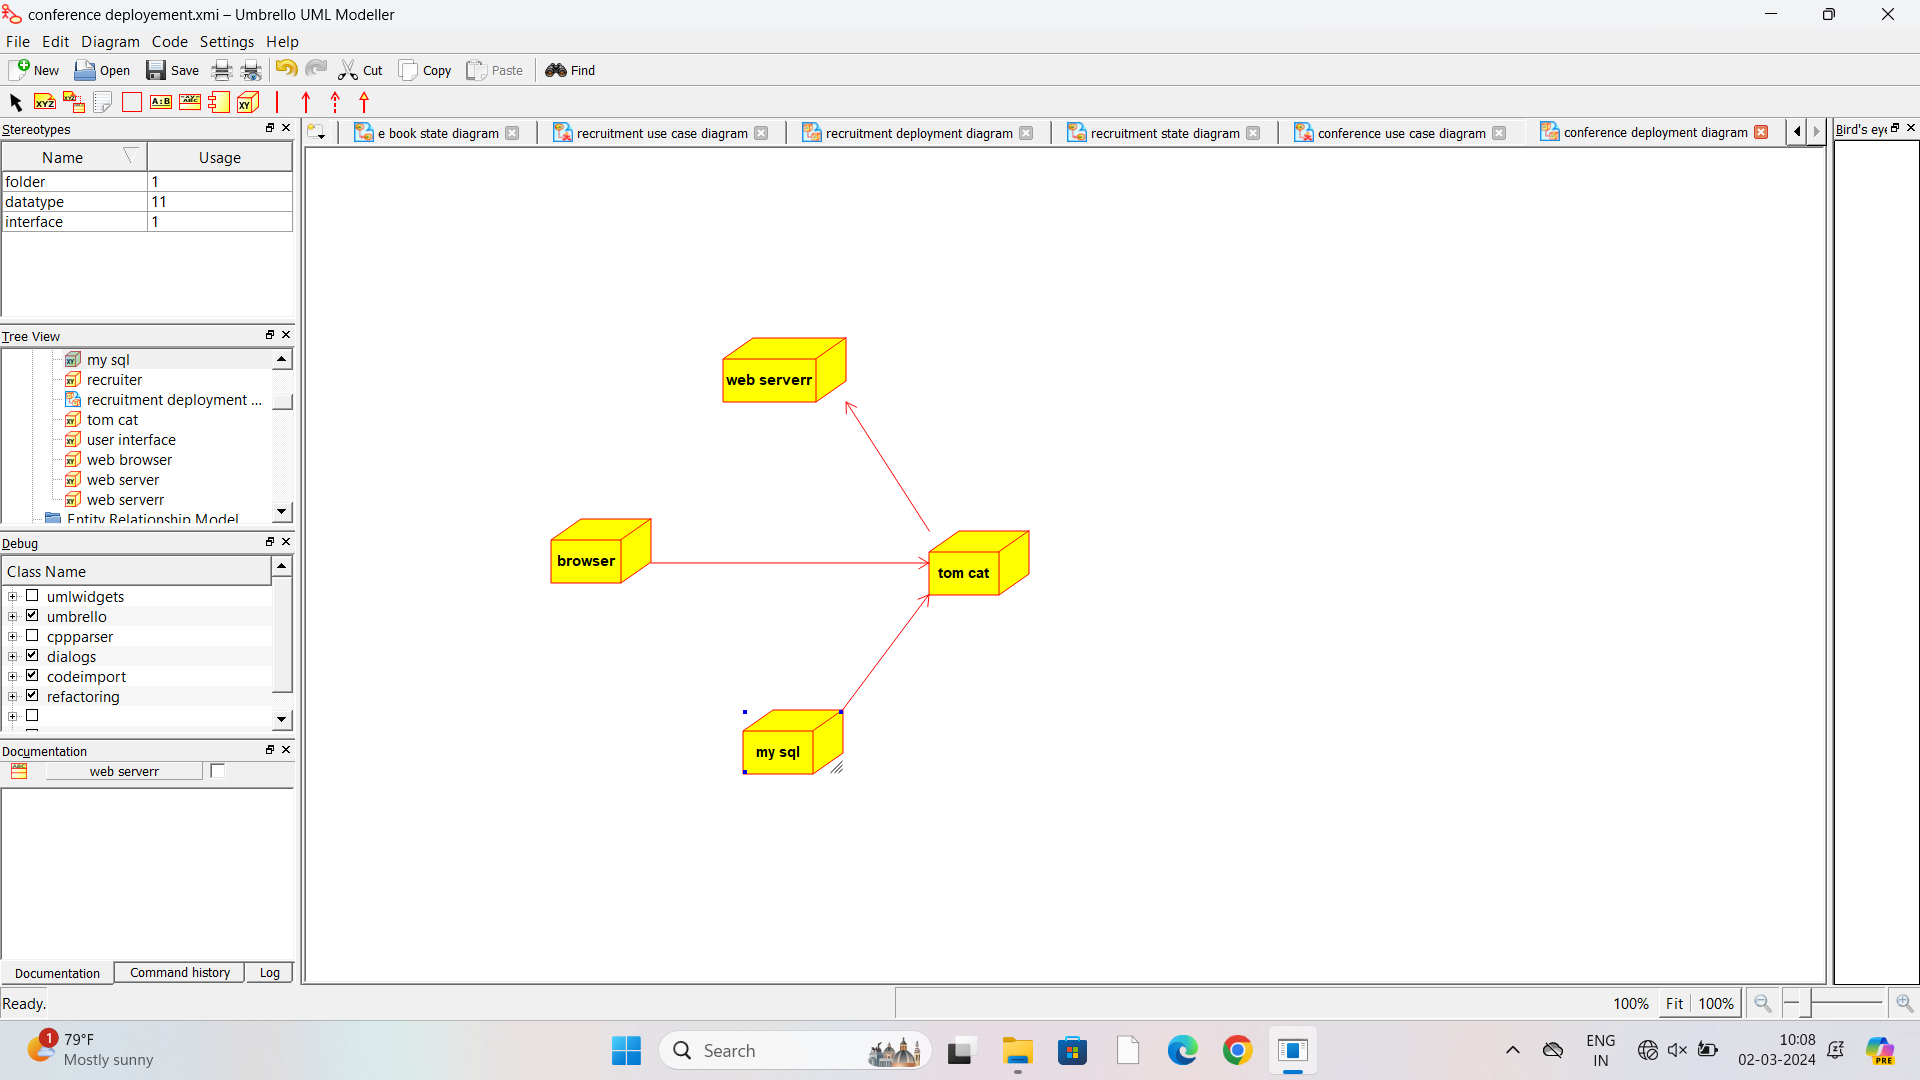 conference deployement.xmi – Umbrello UML Modeller
File Edit Diagram Code Settings Help
New Open Save Cut Copy Paste Find
XYZ XYZ A:B ABC XY
Stereotypes
Name Usage
folder 1
datatype 11
interface 1
e book state diagram recruitment use case diagram recruitment deployment diagram recruitment state diagram conference use case diagram conference deployment diagram
Bird's eye
Tree View
my sql
recruiter
recruitment deployment ...
tom cat
user interface
web browser
web server
web serverr
Entity Relationship Model
Debug
Class Name
umlwidgets
umbrello
cppparser
dialogs
codeimport
refactoring
Documentation
web serverr
Documentation Command history Log
web serverr
browser
tom cat
my sql
Ready.
100% Fit 100%
1
79°F
Mostly sunny
Search
ENG
IN
10:08
02-03-2024
PRE